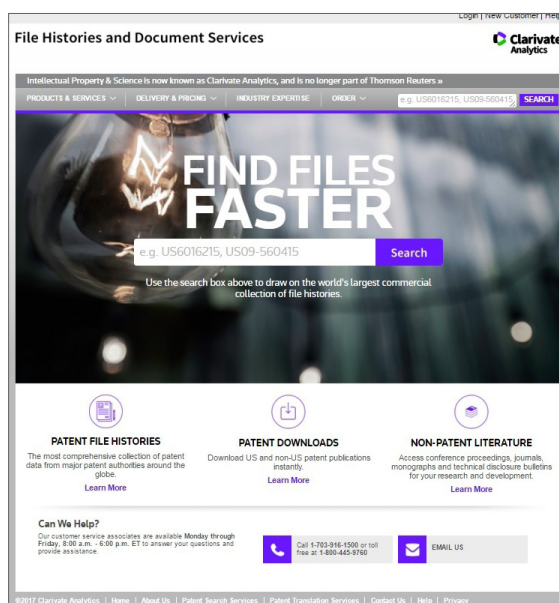 Login | New Customer | Help
File Histories and Document Services
Clarivate
Analytics
Intellectual Property & Science is now known as Clarivate Analytics, and is no longer part of Thomson Reuters »
PRODUCTS & SERVICES
DELIVERY & PRICING
INDUSTRY EXPERTISE
ORDER
e.g. US6016215, US09-560415,
SEARCH
FIND FILES
FASTER
e.g. US6016215, US09-560415
Search
Use the search box above to draw on the world's largest commercial
collection of file histories.
PATENT FILE HISTORIES
The most comprehensive collection of patent
data from major patent authorities around the
globe.
Learn More
PATENT DOWNLOADS
Download US and non-US patent publications
instantly.
Learn More
NON-PATENT LITERATURE
Access conference proceedings, journals,
monographs and technical disclosure bulletins
for your research and development.
Learn More
Can We Help?
Our customer service associates are available Monday through
Friday, 8:00 a.m. - 6:00 p.m. ET to answer your questions and
provide assistance.
Call 1-703-916-1500 or toll
free at 1-800-445-9760
EMAIL US
©2017 Clarivate Analytics | Home | About Us | Patent Search Services | Patent Translation Services | Contact Us | Help | Privacy